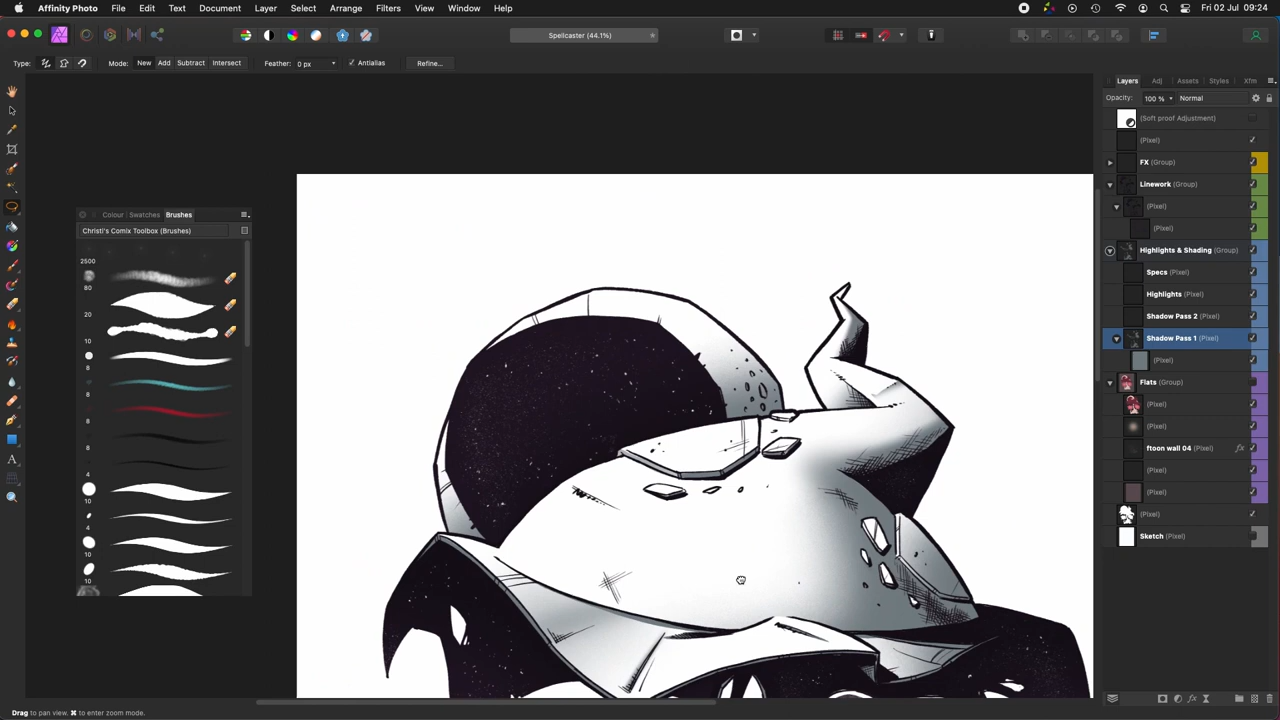 Affinity Photo File Edit Text Document Layer Select Arrange Filters View Window Help Fri 02 Jul 09:24
Spellcaster (44.1%)
Type: Mode: New Add Subtract Intersect Feather: 0 px Antialias Refine...
Layers Adj Assets Styles Xfm
Opacity: 100 % Normal
(Soft proof Adjustment)
(Pixel)
FX (Group)
Linework (Group)
(Pixel)
(Pixel)
Highlights & Shading (Group)
Specs (Pixel)
Highlights (Pixel)
Shadow Pass 2 (Pixel)
Shadow Pass 1 (Pixel)
(Pixel)
Flats (Group)
(Pixel)
(Pixel)
ftoon wall 04 (Pixel) fx
(Pixel)
(Pixel)
(Pixel)
Sketch (Pixel)
Colour Swatches Brushes
Christi's Comix Toolbox (Brushes)
2500
80
20
10
8
8
8
8
4
10
4
10
10
Drag to pan view. ⌘ to enter zoom mode.